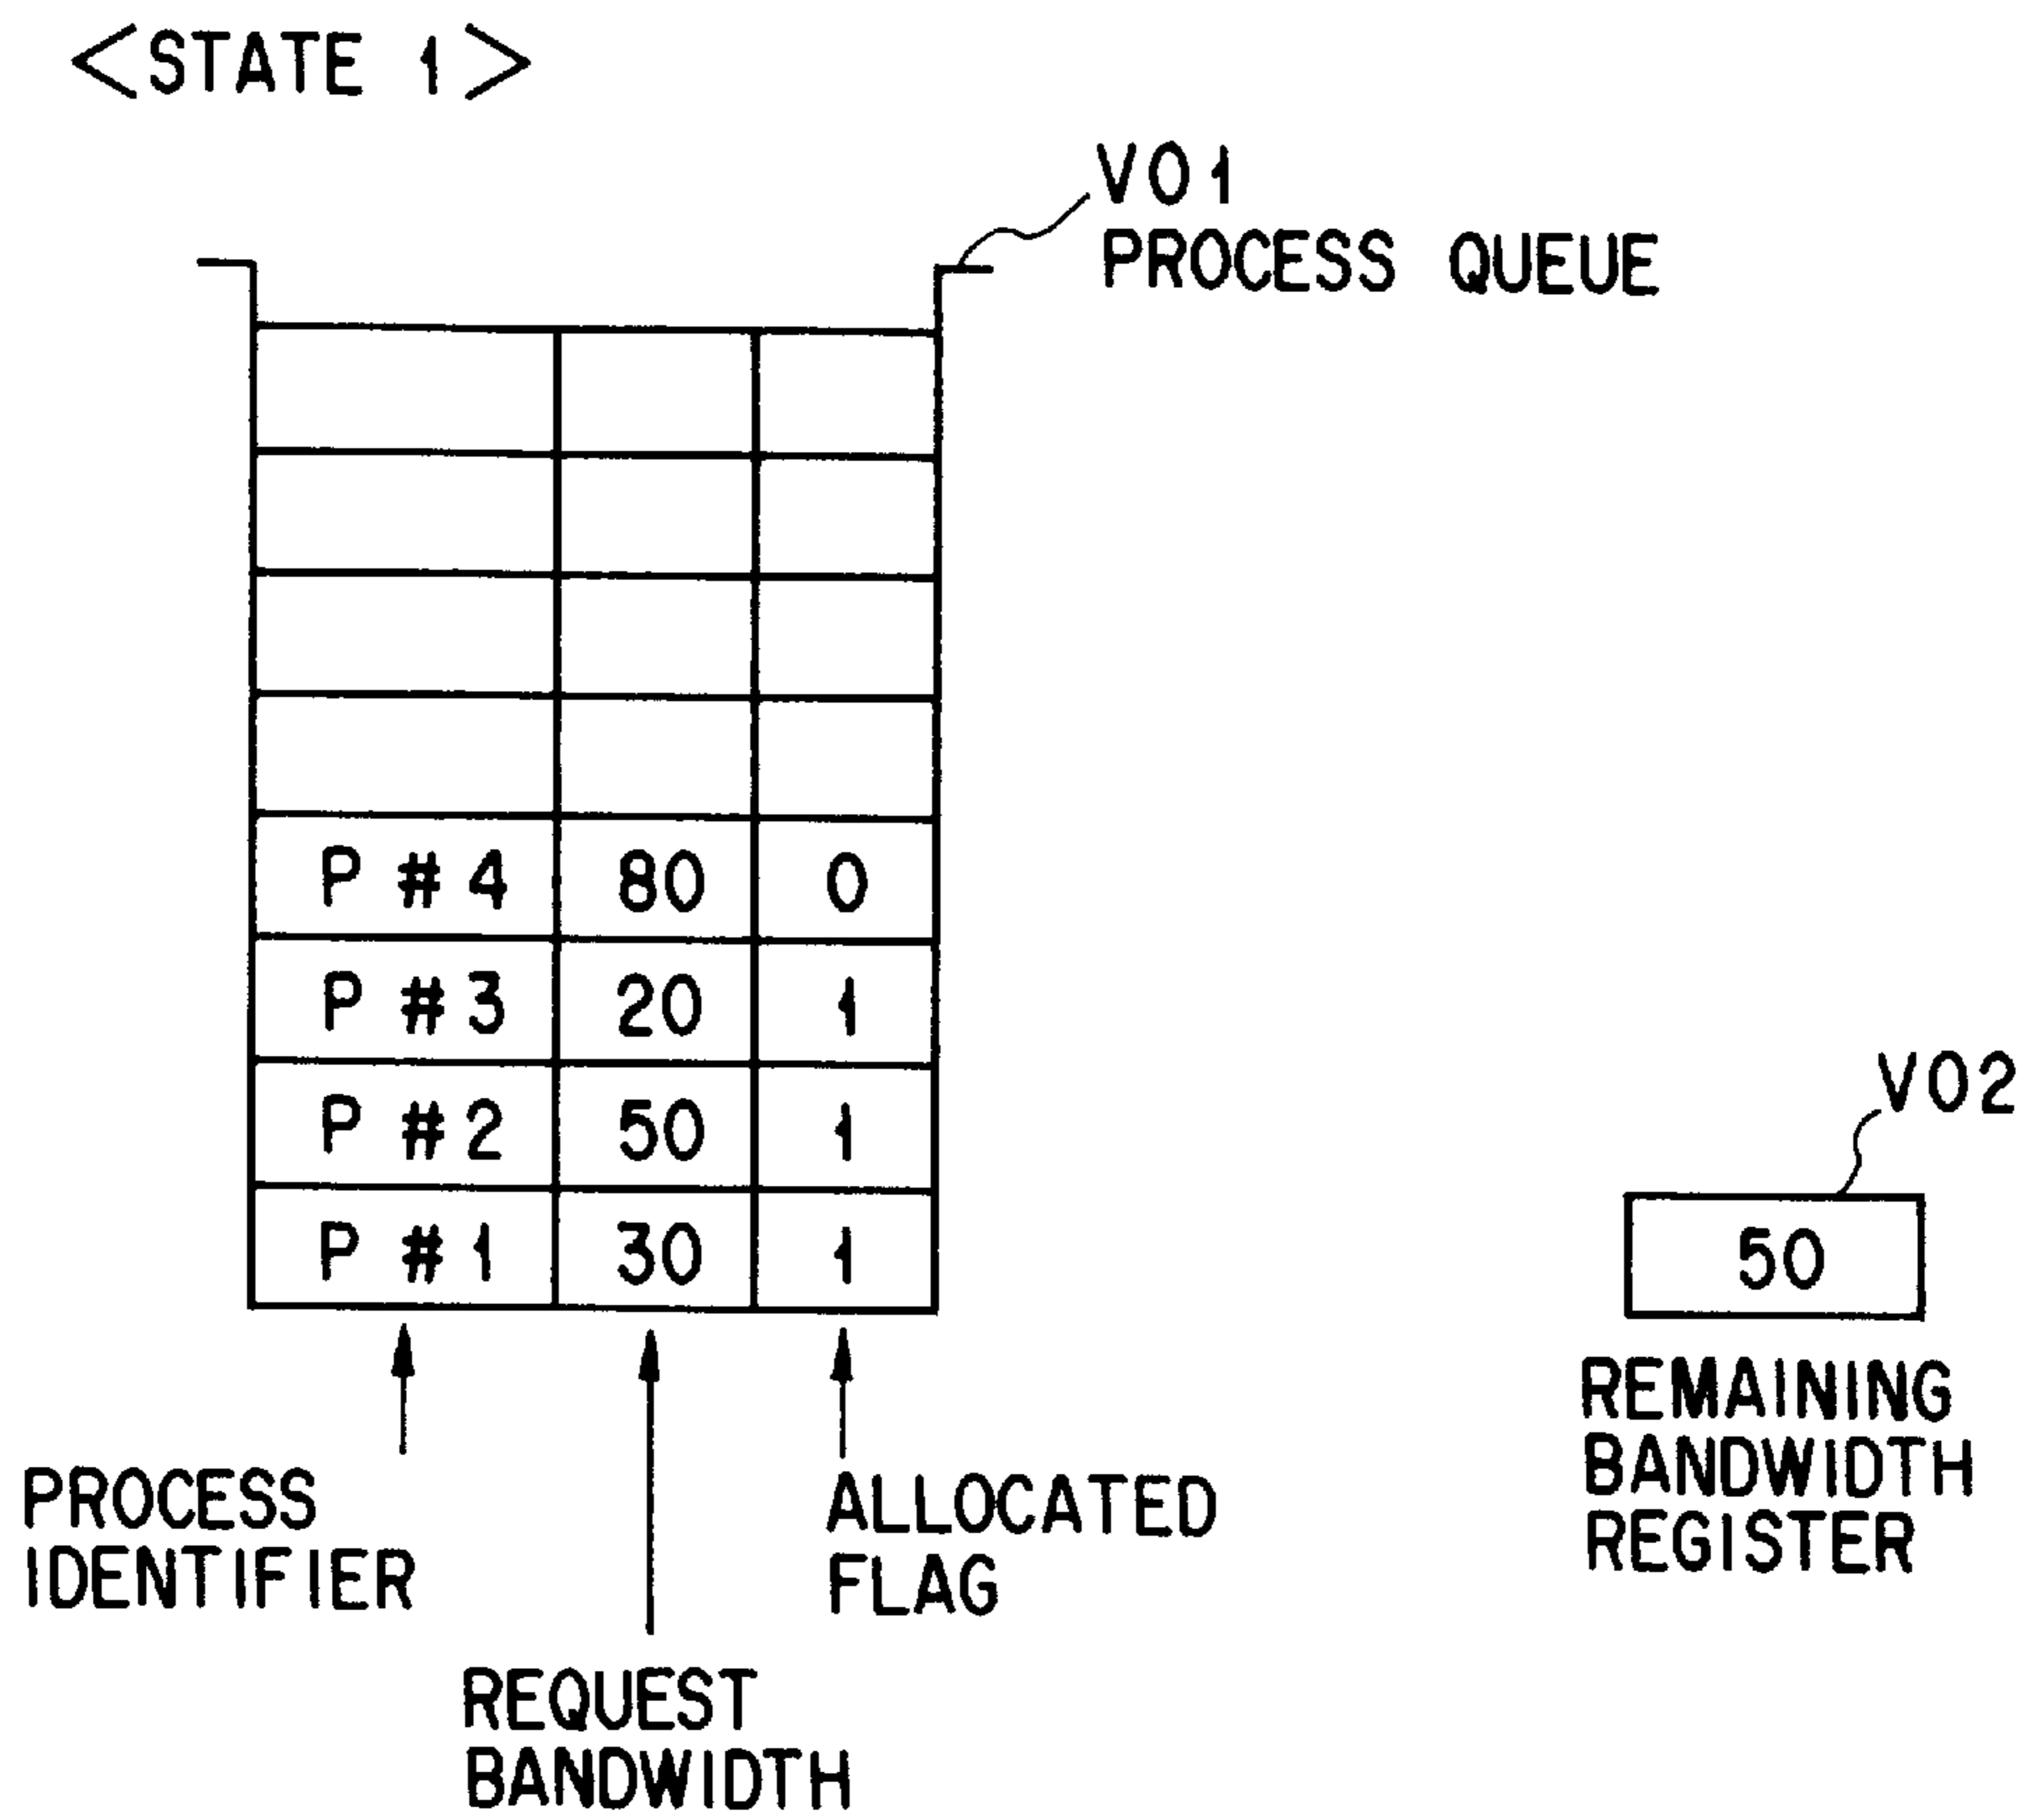 <STATE 1>
V01
PROCESS QUEUE
P #4 80 0
P #3 20 1
P #2 50 1
P #1 30 1
V02
50
REMAINING
BANDWIDTH
REGISTER
PROCESS
IDENTIFIER
ALLOCATED
FLAG
REQUEST
BANDWIDTH